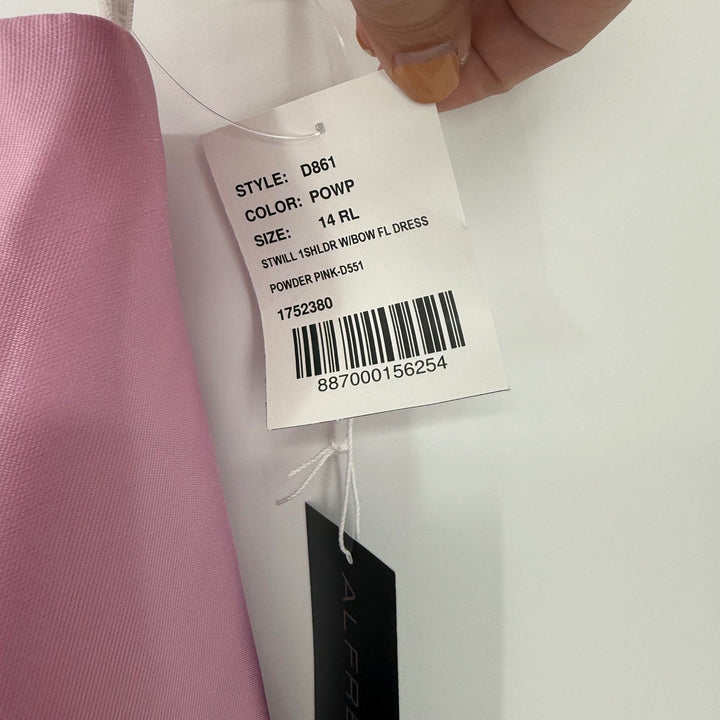 STYLE: D861
COLOR: POWP
SIZE: 14 RL
STWILL 1SHLDR W/BOW FL DRESS
POWDER PINK-D551
1752380
887000156254
ALFRE